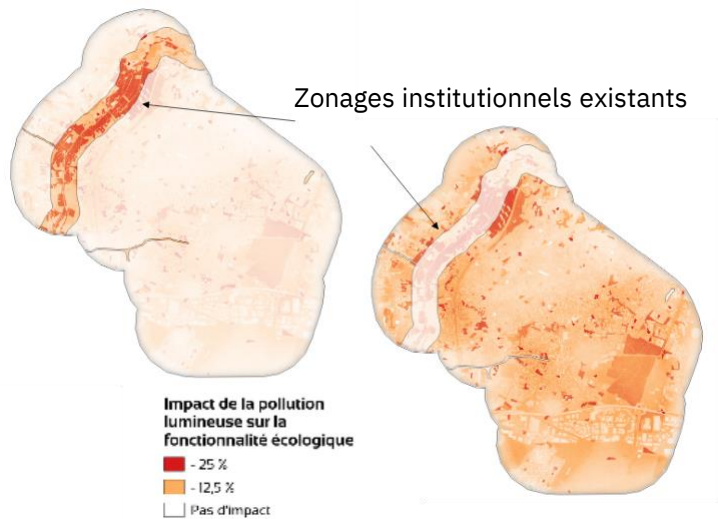 Zonages institutionnels existants
Impact de la pollution
lumineuse sur la
fonctionnalité écologique
- 25 %
- 12,5 %
Pas d'impact